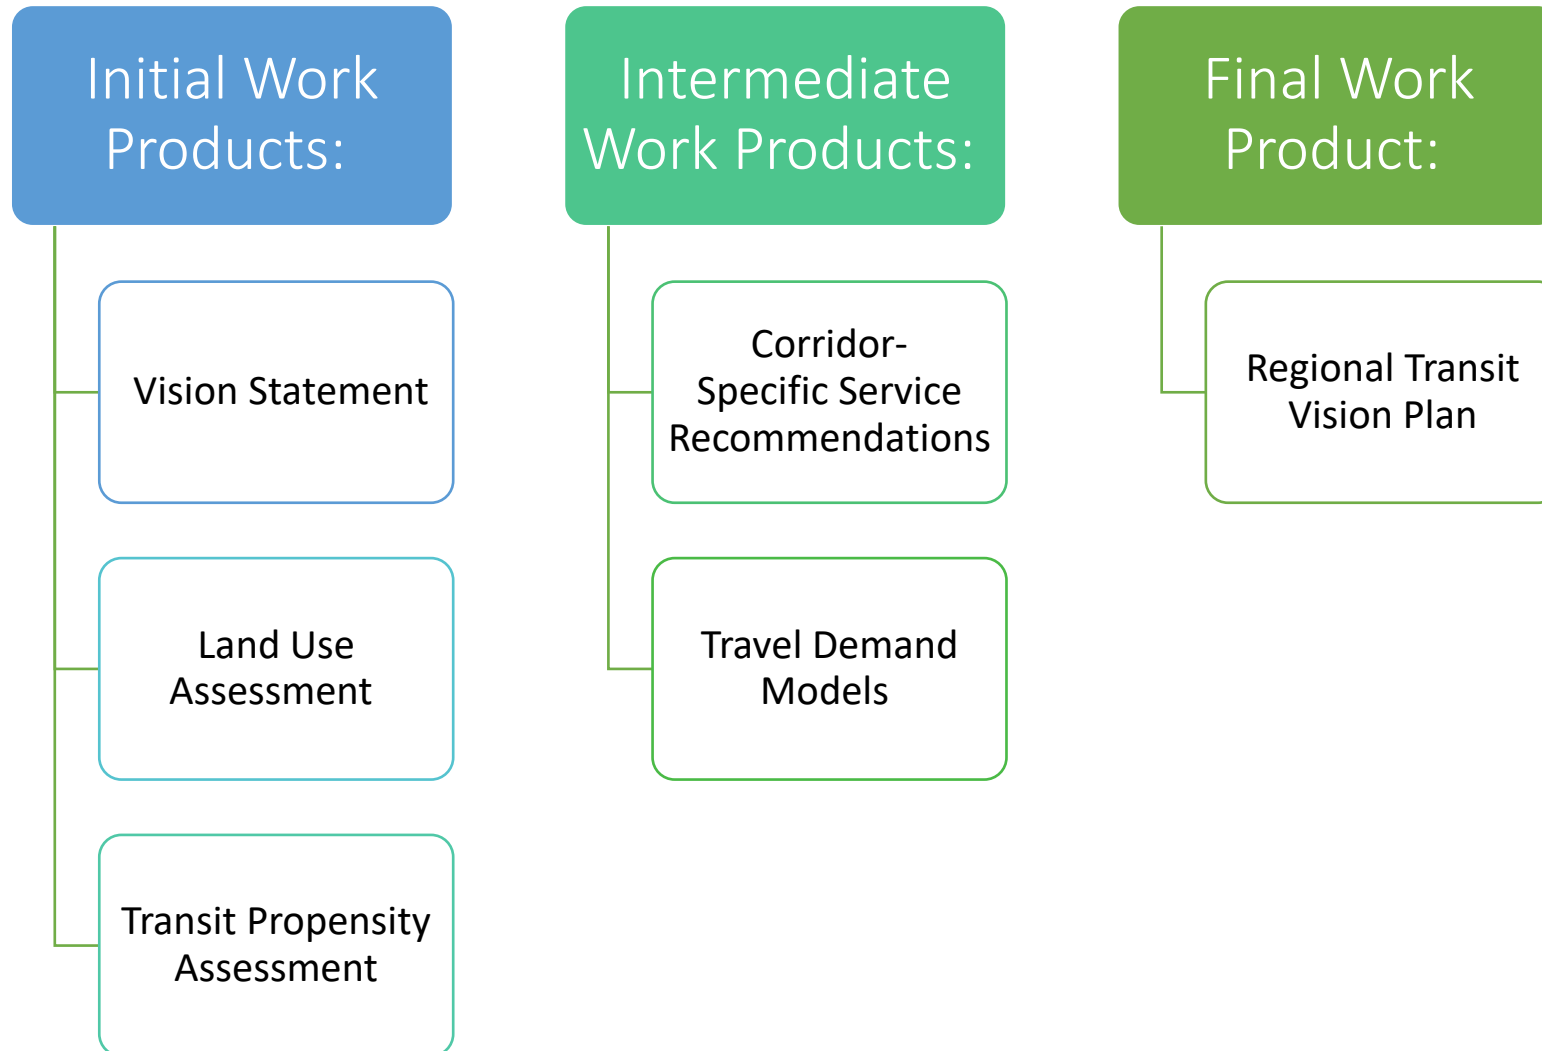 Initial Work
Products:
Vision Statement
Land Use
Assessment
Transit Propensity
Assessment
Intermediate
Work Products:
Corridor-
Specific Service
Recommendations
Travel Demand
Models
Final Work
Product:
Regional Transit
Vision Plan